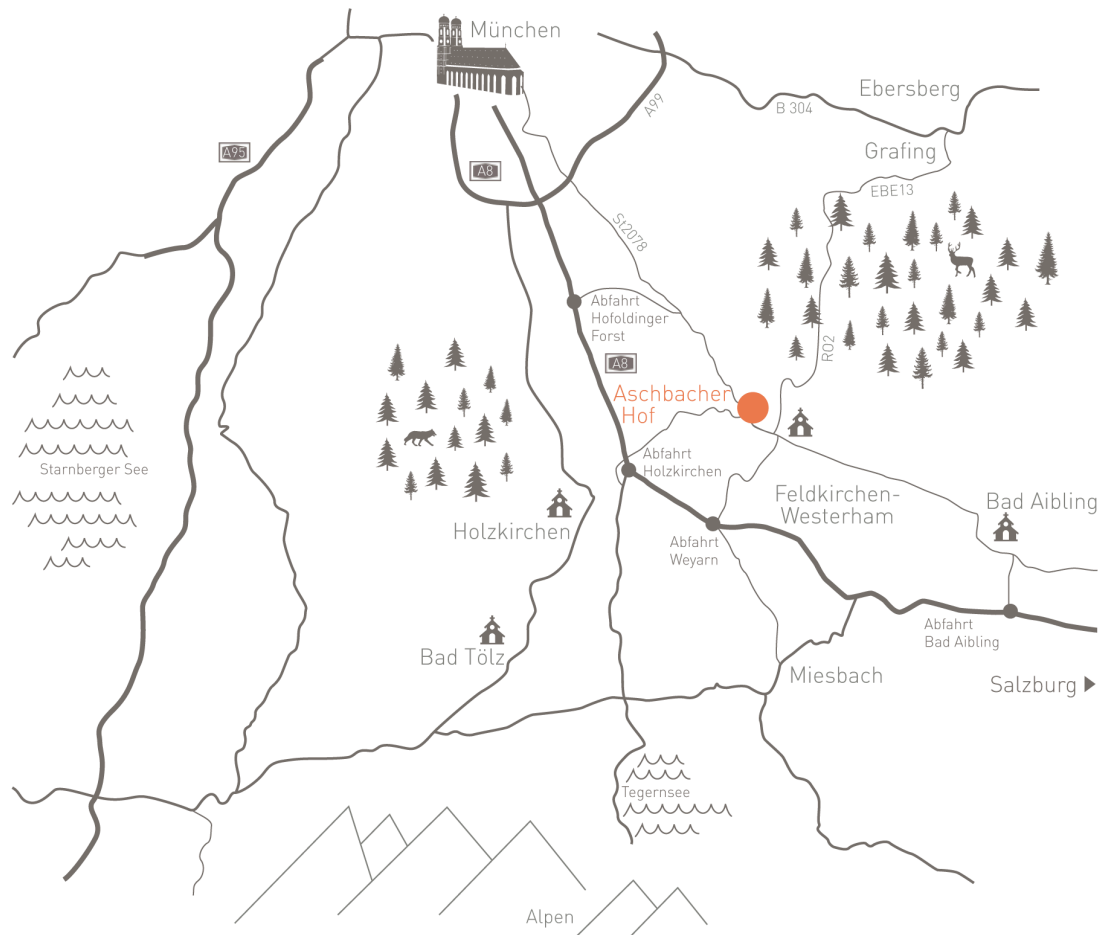 München
Ebersberg
B 304
A99
Grafing
A95
A8
EBE13
St2078
Abfahrt
Hofoldinger
Forst
RO2
A8
Aschbacher
Hof
Abfahrt
Holzkirchen
Starnberger See
Feldkirchen-
Westerham
Bad Aibling
Holzkirchen
Abfahrt
Weyarn
Abfahrt
Bad Aibling
Bad Tölz
Miesbach
Salzburg
Tegernsee
Alpen